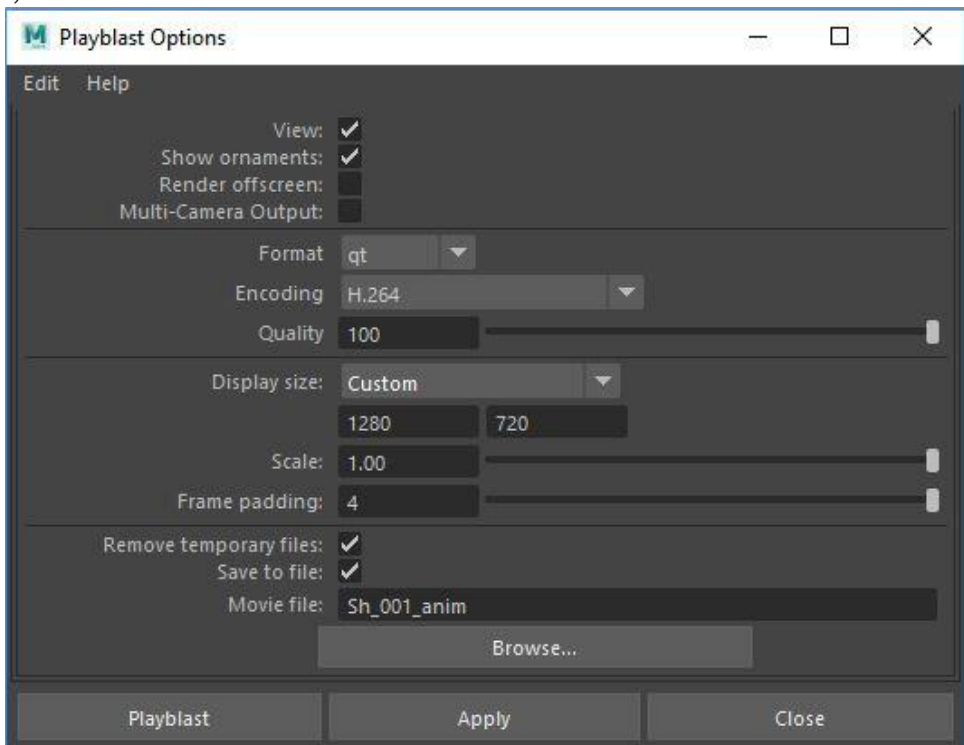 Playblast Options
Edit Help
View:
Show ornaments:
Render offscreen:
Multi-Camera Output:
Format qt
Encoding H.264
Quality 100
Display size: Custom
1280 720
Scale: 1.00
Frame padding: 4
Remove temporary files:
Save to file:
Movie file: Sh_001_anim
Browse...
Playblast Apply Close